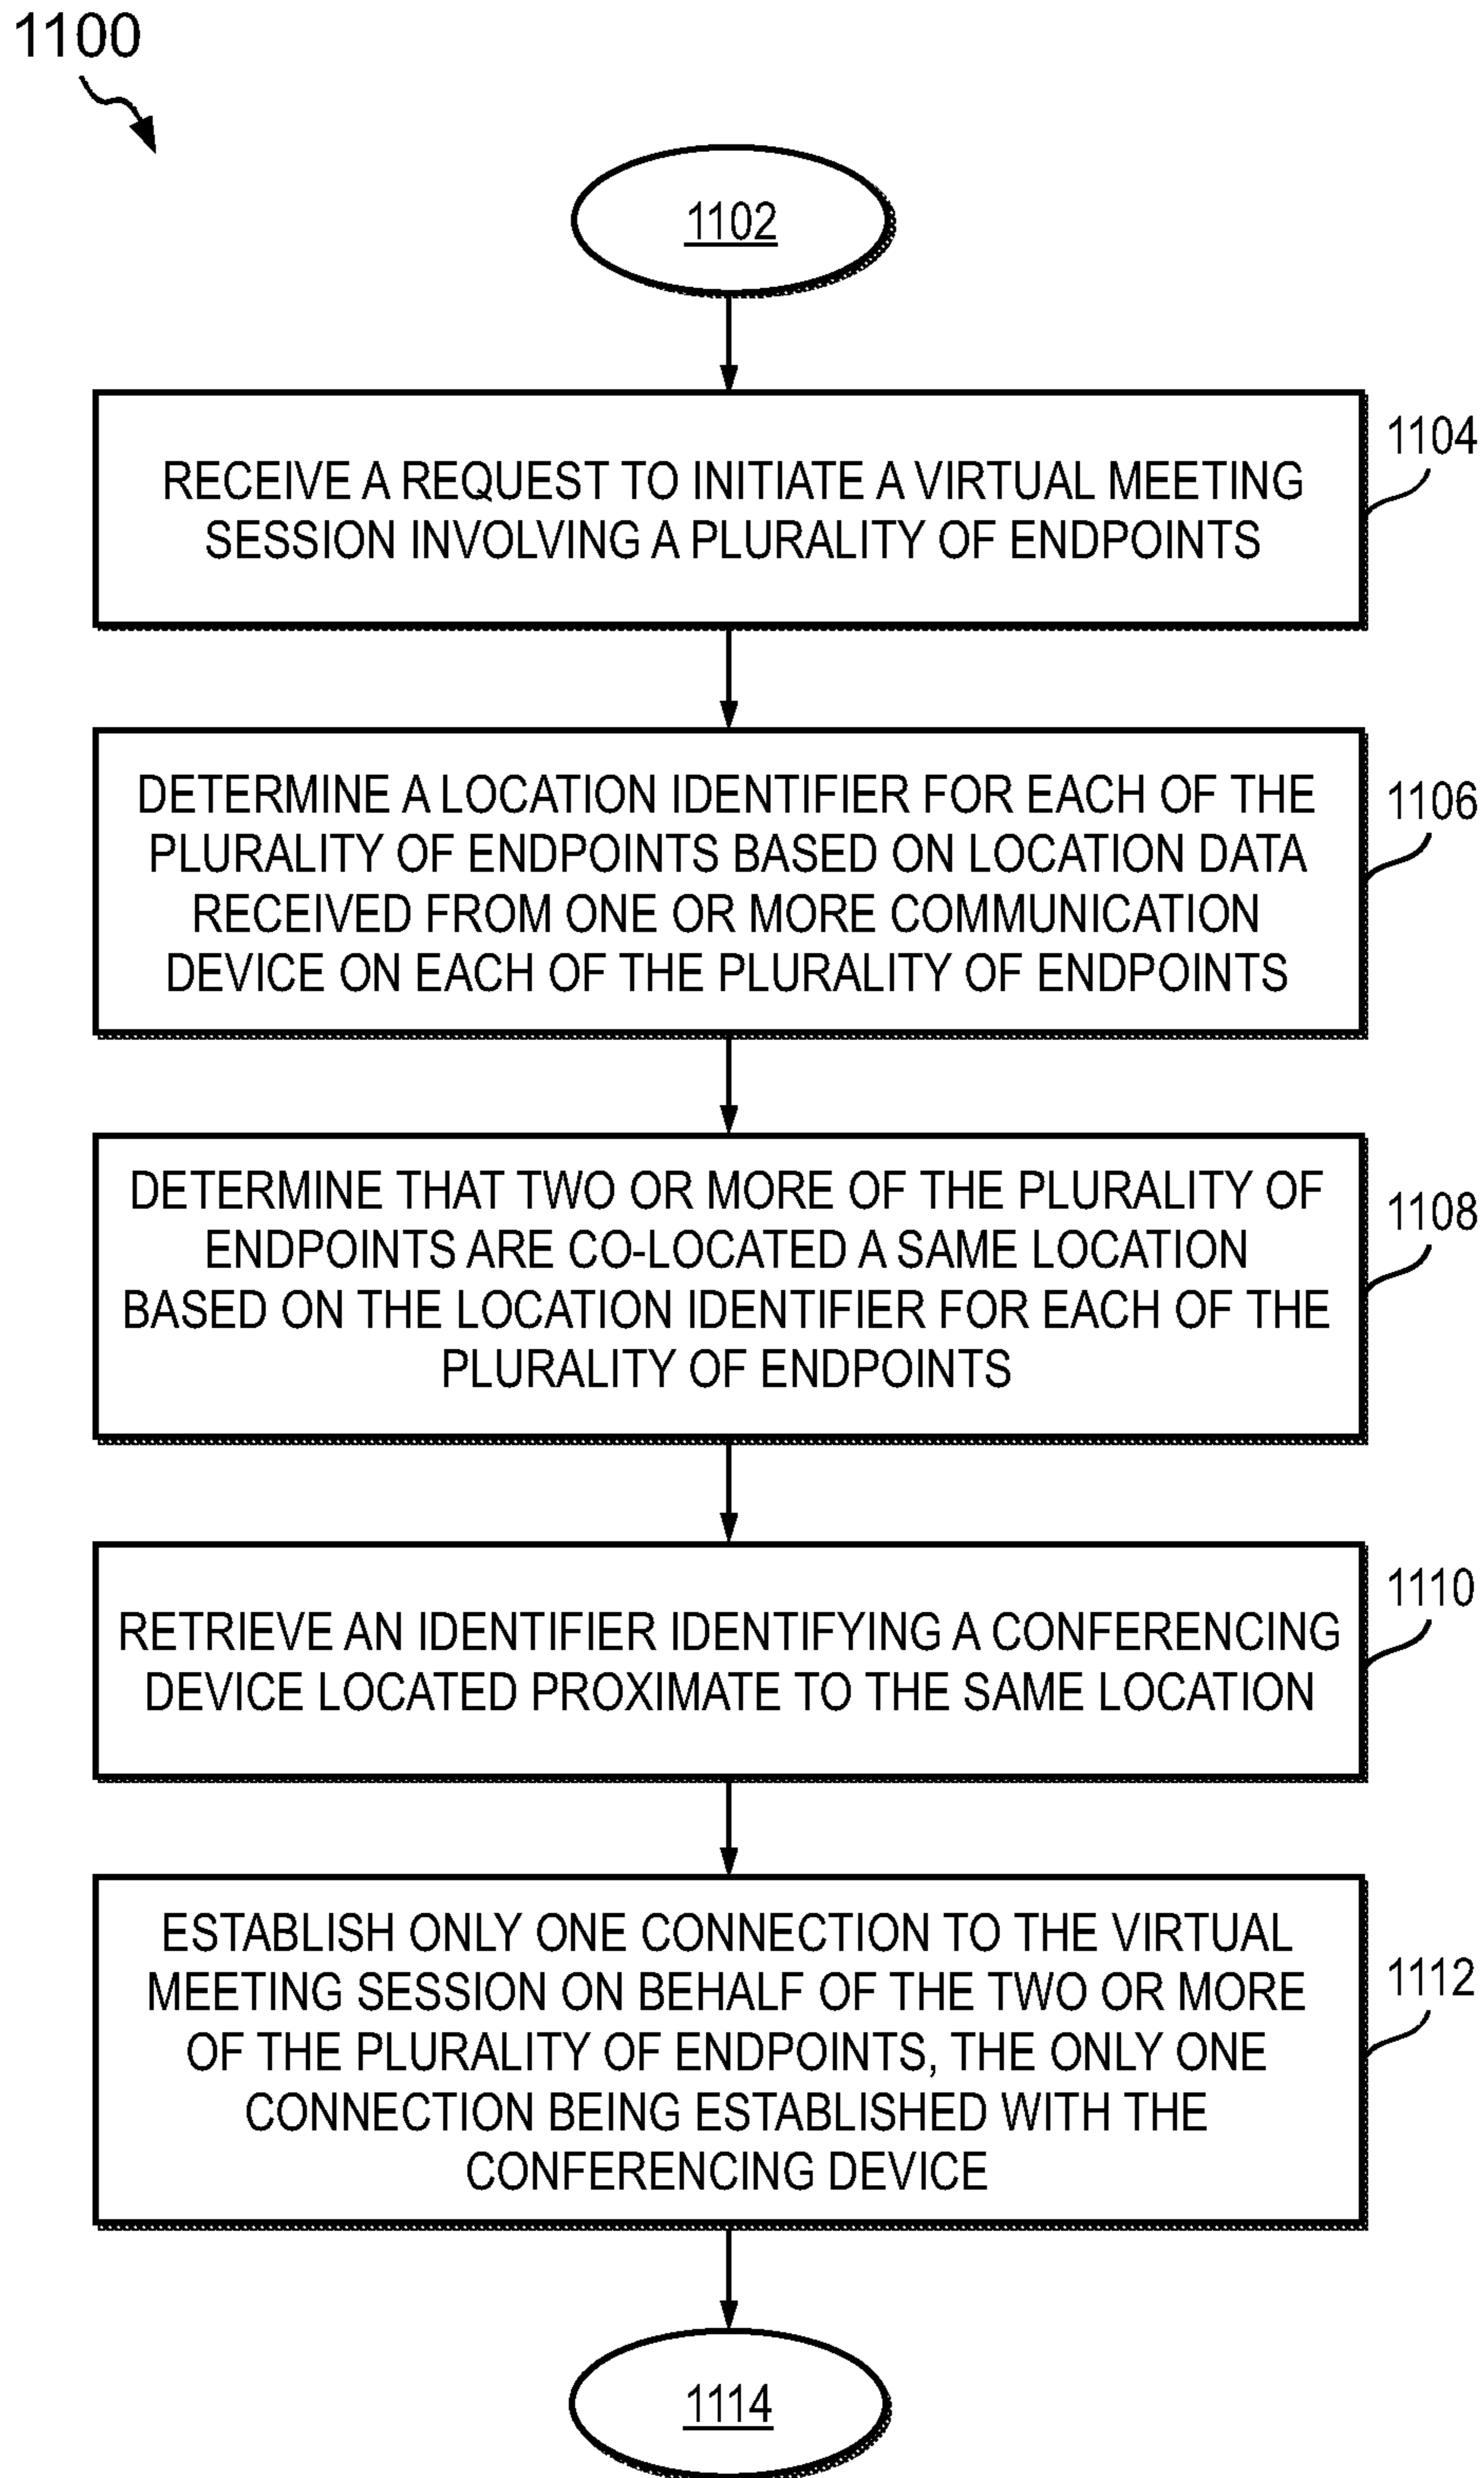 1100
1102
RECEIVE A REQUEST TO INITIATE A VIRTUAL MEETING
SESSION INVOLVING A PLURALITY OF ENDPOINTS
1104
DETERMINE A LOCATION IDENTIFIER FOR EACH OF THE
PLURALITY OF ENDPOINTS BASED ON LOCATION DATA
RECEIVED FROM ONE OR MORE COMMUNICATION
DEVICE ON EACH OF THE PLURALITY OF ENDPOINTS
1106
DETERMINE THAT TWO OR MORE OF THE PLURALITY OF
ENDPOINTS ARE CO-LOCATED A SAME LOCATION
BASED ON THE LOCATION IDENTIFIER FOR EACH OF THE
PLURALITY OF ENDPOINTS
1108
RETRIEVE AN IDENTIFIER IDENTIFYING A CONFERENCING
DEVICE LOCATED PROXIMATE TO THE SAME LOCATION
1110
ESTABLISH ONLY ONE CONNECTION TO THE VIRTUAL
MEETING SESSION ON BEHALF OF THE TWO OR MORE
OF THE PLURALITY OF ENDPOINTS, THE ONLY ONE
CONNECTION BEING ESTABLISHED WITH THE
CONFERENCING DEVICE
1112
1114